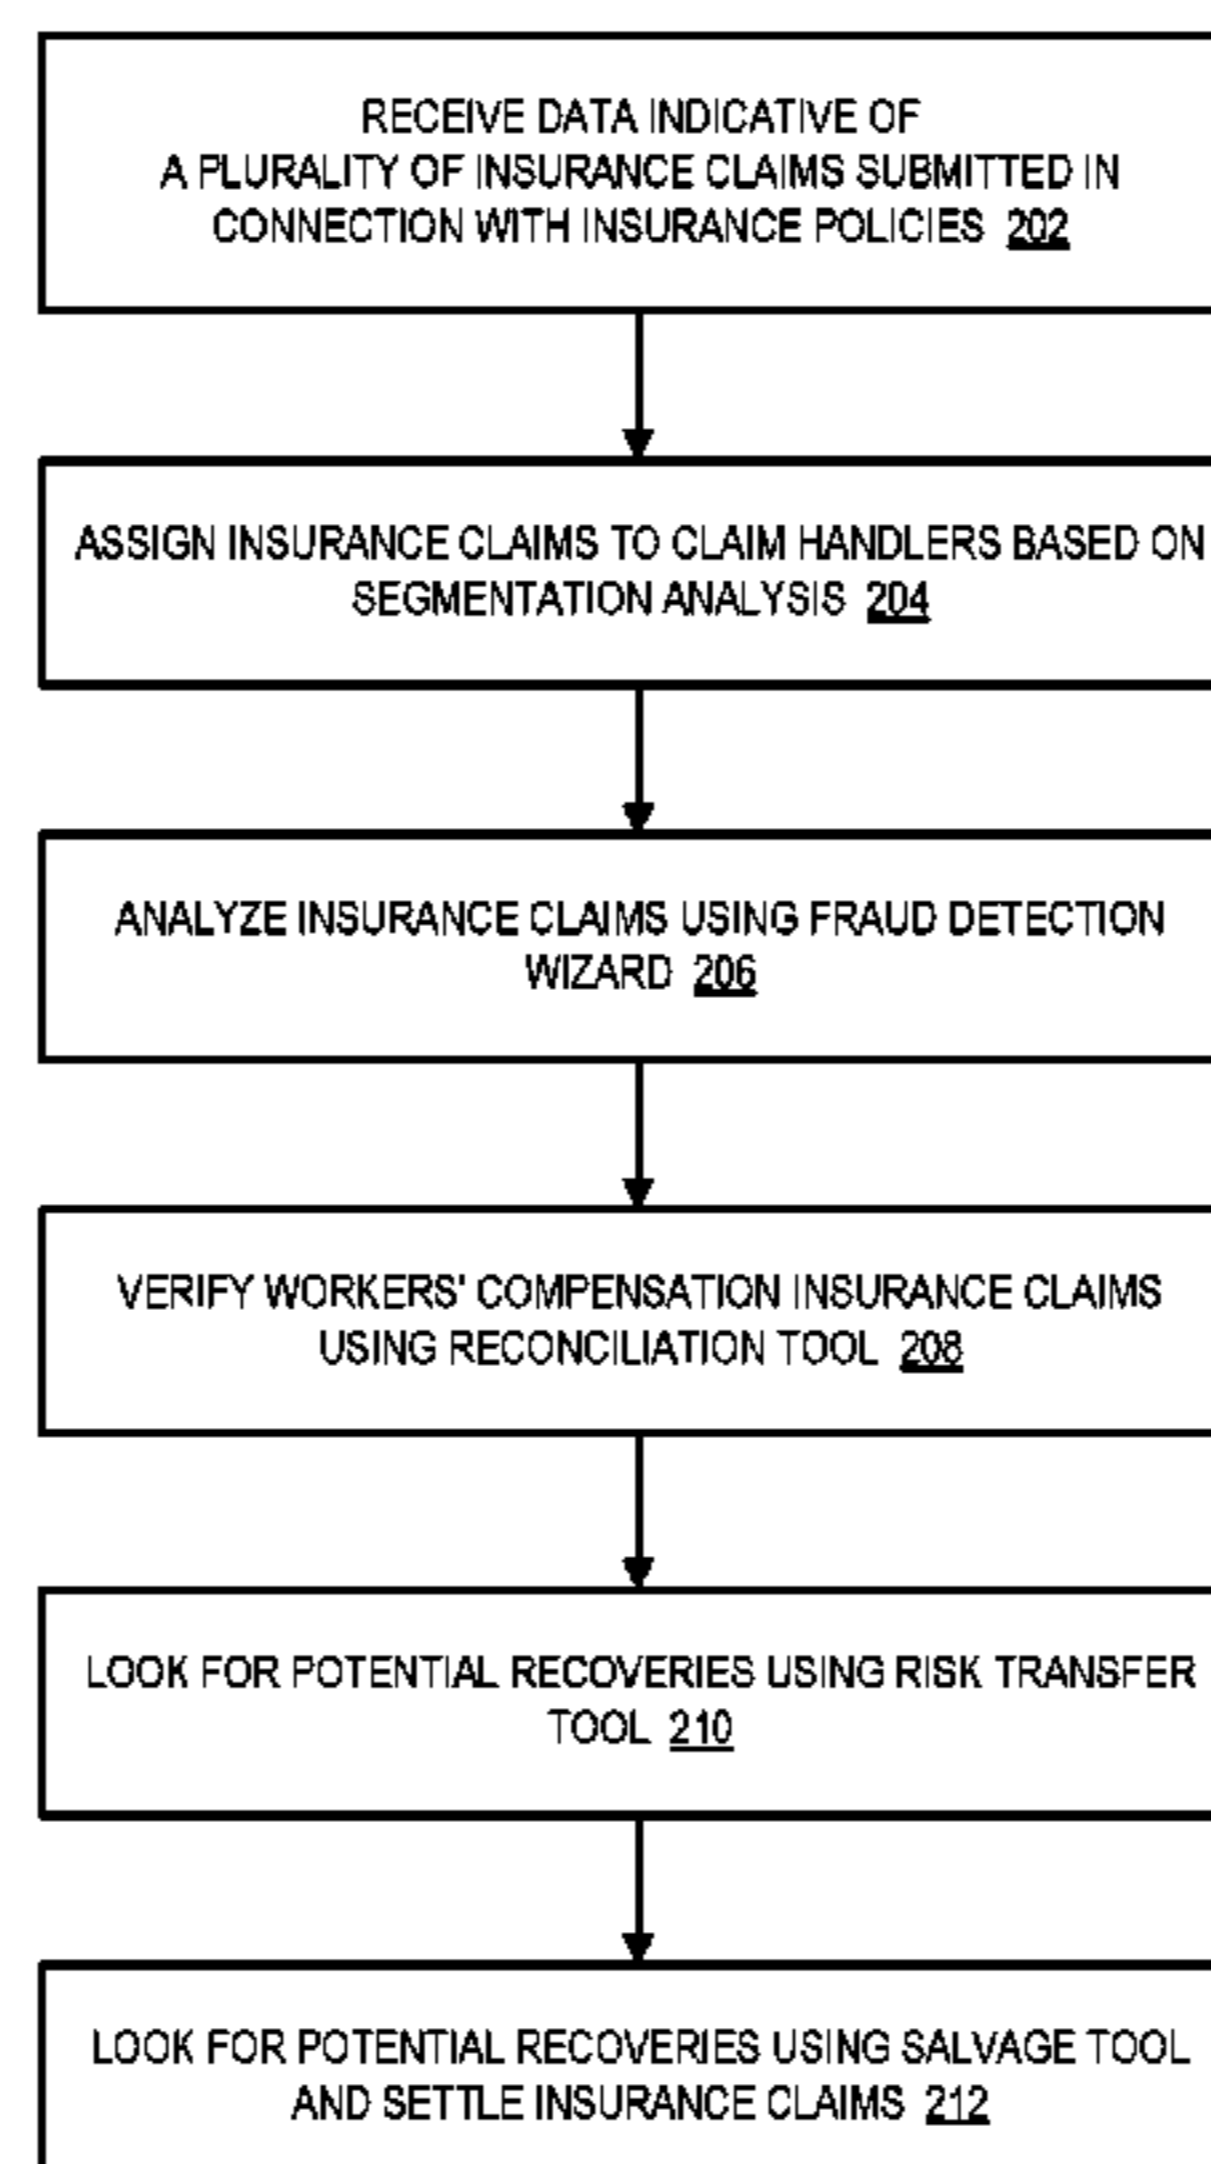 RECEIVE DATA INDICATIVE OF
A PLURALITY OF INSURANCE CLAIMS SUBMITTED IN
CONNECTION WITH INSURANCE POLICIES 202
ASSIGN INSURANCE CLAIMS TO CLAIM HANDLERS BASED ON
SEGMENTATION ANALYSIS 204
ANALYZE INSURANCE CLAIMS USING FRAUD DETECTION
WIZARD 206
VERIFY WORKERS' COMPENSATION INSURANCE CLAIMS
USING RECONCILIATION TOOL 208
LOOK FOR POTENTIAL RECOVERIES USING RISK TRANSFER
TOOL 210
LOOK FOR POTENTIAL RECOVERIES USING SALVAGE TOOL
AND SETTLE INSURANCE CLAIMS 212